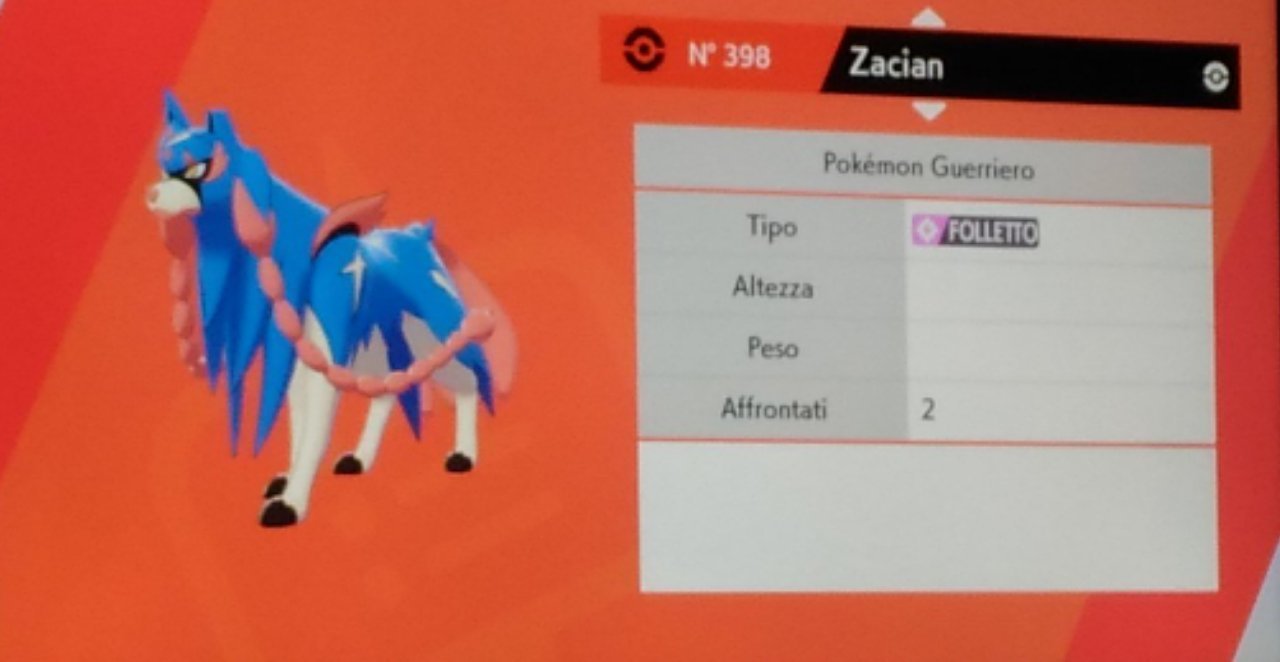 N° 398 Zacian
Pokémon Guerriero
Tipo FOLLETTO
Altezza
Peso
Affrontati 2